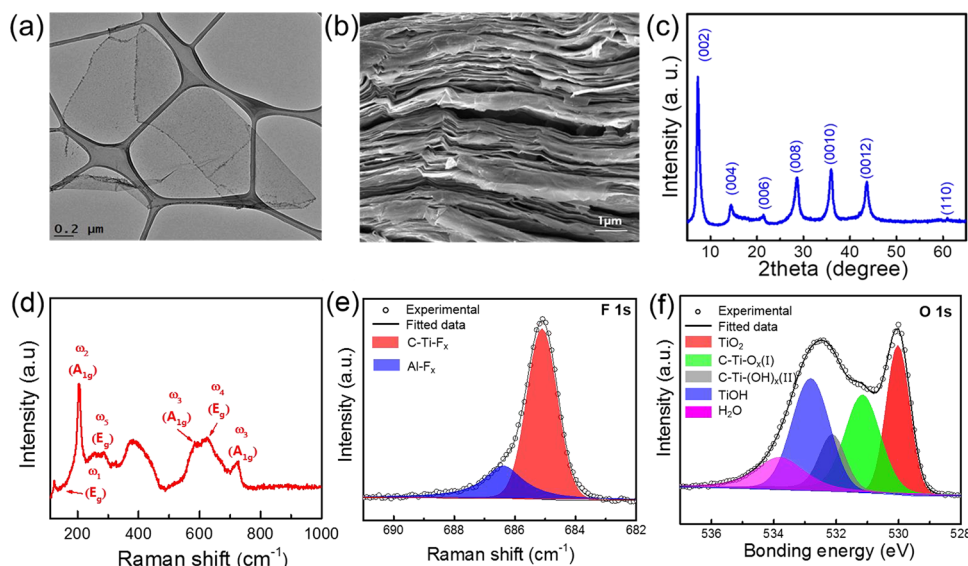 (a)
0.2 μm
(b)
1μm
(c)
Intensity (a. u.)
(002)
(004)
(006)
(008)
(0010)
(0012)
(110)
10 20 30 40 50 60
2theta (degree)
(d)
Intensity (a.u)
ω2
(A1g)
ω5
(Eg)
ω1
(Eg)
ω3
(A1g)
ω4
(Eg)
ω3
(A1g)
200 400 600 800 1000
Raman shift (cm-1)
(e)
Intensity (a.u)
Experimental
Fitted data
C-Ti-Fx
Al-Fx
F 1s
690 688 686 684 682
Raman shift (cm-1)
(f)
Intensity (a.u)
Experimental
Fitted data
TiO2
C-Ti-Ox(I)
C-Ti-(OH)x(II)
TiOH
H2O
O 1s
536 534 532 530 528
Bonding energy (eV)